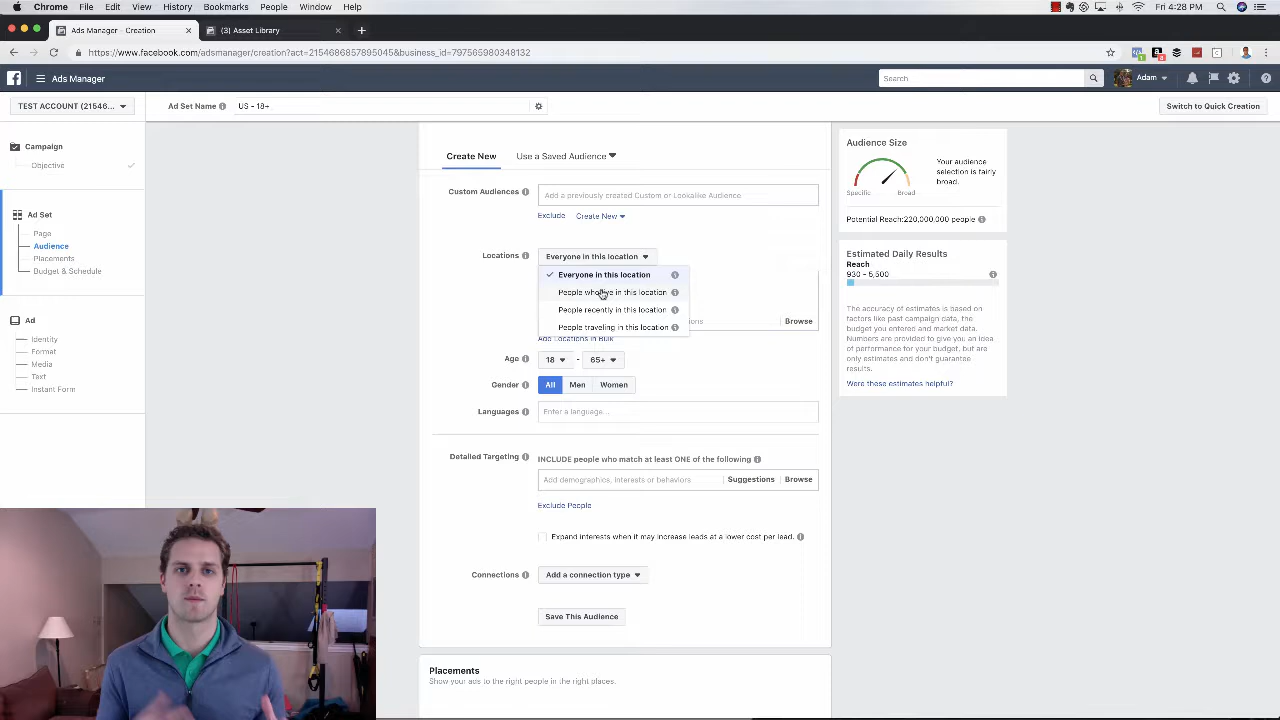 Chrome File Edit View History Bookmarks People Window Help
Fri 4:28 PM
Ads Manager - Creation
(3) Asset Library
https://www.facebook.com/adsmanager/creation?act=2154686857895045&business_id=797565980348132
Ads Manager
Search
Adam
TEST ACCOUNT (21546...
Ad Set Name
US - 18+
Switch to Quick Creation
Campaign
Objective
Ad Set
Page
Audience
Placements
Budget & Schedule
Ad
Identity
Format
Media
Text
Instant Form
Create New
Use a Saved Audience
Custom Audiences
Add a previously created Custom or Lookalike Audience
Exclude
Create New
Locations
Everyone in this location
Everyone in this location
People who live in this location
People recently in this location
People traveling in this location
Browse
Add Locations in Bulk
Age
18 - 65+
Gender
All Men Women
Languages
Enter a language...
Detailed Targeting
INCLUDE people who match at least ONE of the following
Add demographics, interests or behaviors
Suggestions
Browse
Exclude People
Expand interests when it may increase leads at a lower cost per lead.
Connections
Add a connection type
Save This Audience
Placements
Show your ads to the right people in the right places.
Audience Size
Specific
Broad
Your audience
selection is fairly
broad.
Potential Reach:220,000,000 people
Estimated Daily Results
Reach
930 - 5,500
The accuracy of estimates is based on
factors like past campaign data, the
budget you entered and market data.
Numbers are provided to give you an
idea of performance for your budget, but are
only estimates and don't guarantee
results.
Were these estimates helpful?